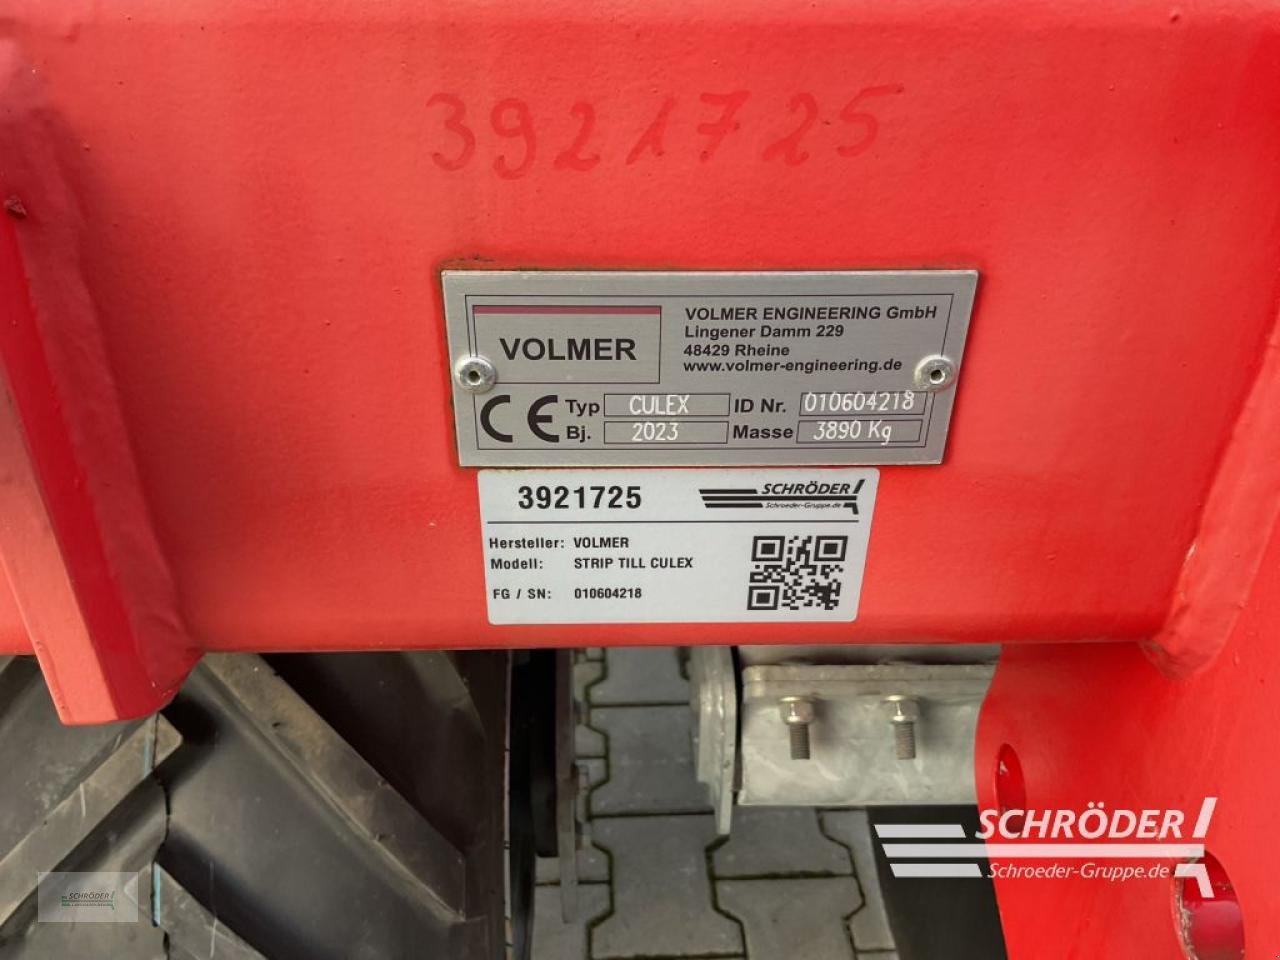 3921725
VOLMER
VOLMER ENGINEERING GmbH
Lingener Damm 229
48429 Rheine
www.volmer-engineering.de
CE Typ CULEX ID Nr. 010604218
Bj. 2023 Masse 3890 Kg
3921725
SCHRÖDER
Schroeder-Gruppe.de
Hersteller: VOLMER
Modell: STRIP TILL CULEX
FG / SN: 010604218
SCHRÖDER
Schroeder-Gruppe.de
SCHRÖDER